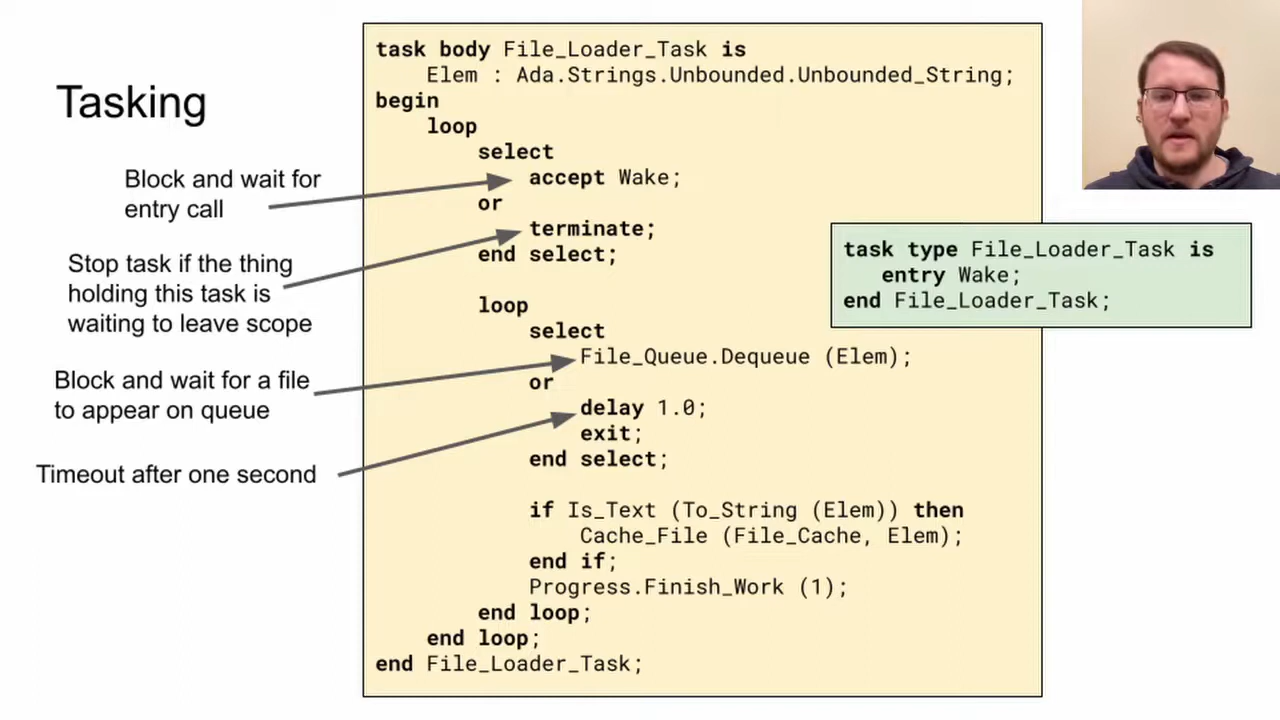 Tasking
Block and wait for
entry call
Stop task if the thing
holding this task is
waiting to leave scope
Block and wait for a file
to appear on queue
Timeout after one second
task body File_Loader_Task is
    Elem : Ada.Strings.Unbounded.Unbounded_String;
begin
    loop
        select
            accept Wake;
        or
            terminate;
        end select;

        loop
            select
                File_Queue.Dequeue (Elem);
            or
                delay 1.0;
                exit;
            end select;

            if Is_Text (To_String (Elem)) then
                Cache_File (File_Cache, Elem);
            end if;
            Progress.Finish_Work (1);
        end loop;
    end loop;
end File_Loader_Task;
task type File_Loader_Task is
   entry Wake;
end File_Loader_Task;